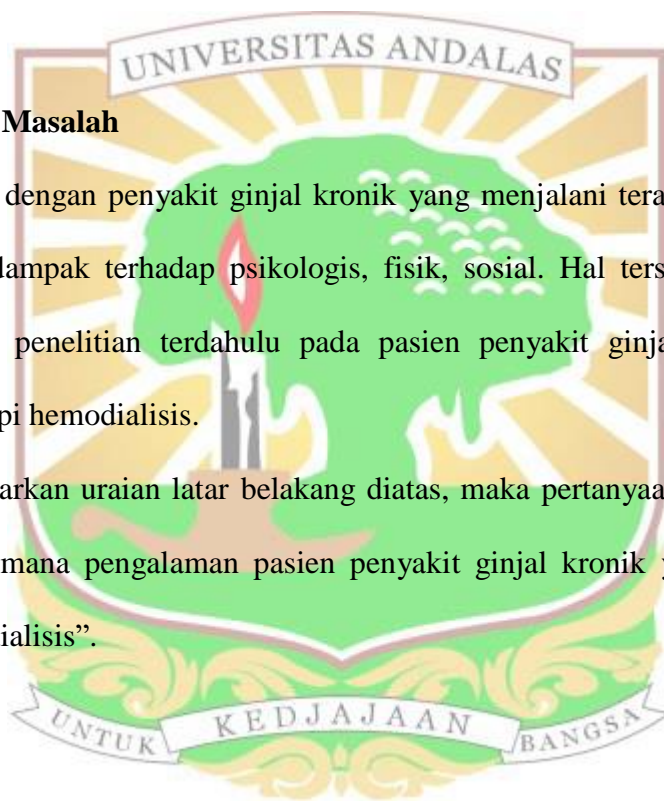 UNIVERSITAS ANDALAS
Masalah
dengan penyakit ginjal kronik yang menjalani tera
dampak terhadap psikologis, fisik, sosial. Hal ters
penelitian terdahulu pada pasien penyakit ginja
pi hemodialisis.
arkan uraian latar belakang diatas, maka pertanyaa
mana pengalaman pasien penyakit ginjal kronik y
ialisis”.
UNTUK KEDJAJAAN BANGSA